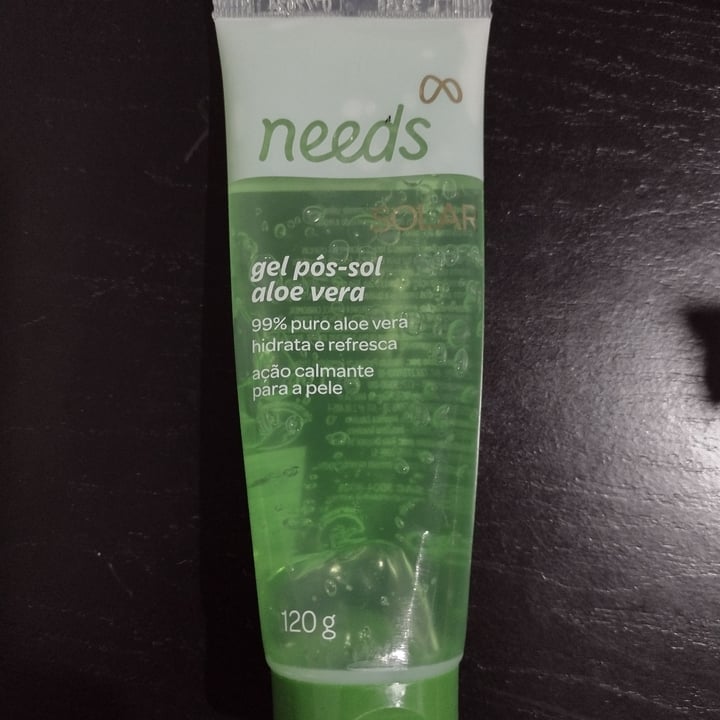 needs
SOLAR
gel pós-sol
aloe vera
99% puro aloe vera
hidrata e refresca
ação calmante
para a pele
120 g